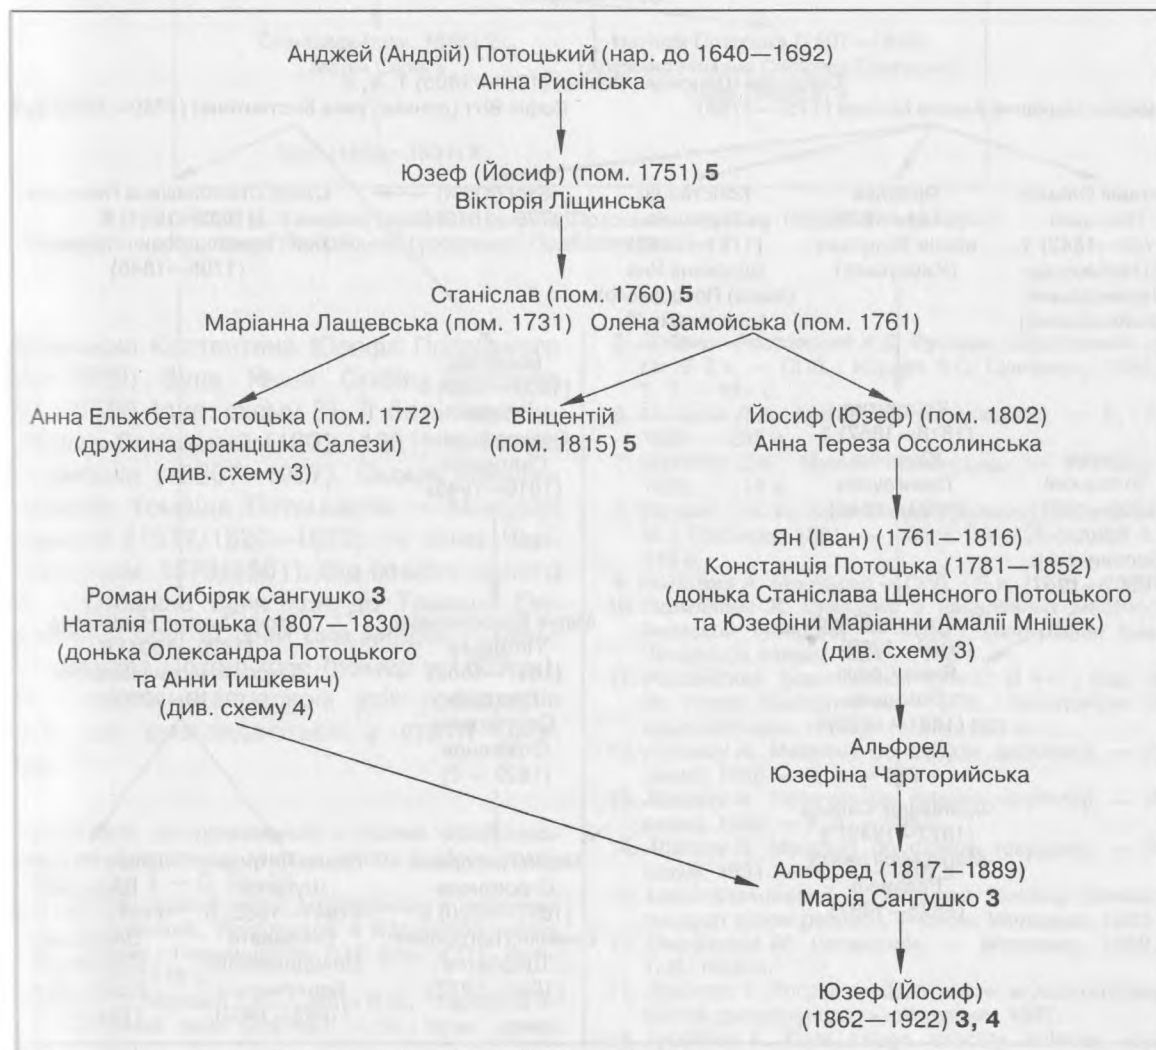 Анджей (Андрій) Потоцький (нар. до 1640—1692)
Анна Рисінська
Юзеф (Йосиф) (пом. 1751) 5
Вікторія Ліщинська
Станіслав (пом. 1760) 5
Маріанна Лащевська (пом. 1731) Олена Замойська (пом. 1761)
Анна Ельжбета Потоцька (пом. 1772)
(дружина Францішка Салезія)
(див. схему 3)
Вінцентій
(пом. 1815) 5
Йосиф (Юзеф) (пом. 1802)
Анна Тереза Оссолинська
Ян (Іван) (1761—1816)
Констанція Потоцька (1781—1852)
(донька Станіслава Щенсного Потоцького
та Юзефіни Маріанни Амалії Мнішек)
(див. схему 3)
Роман Сибіряк Сангушко 3
Наталія Потоцька (1807—1830)
(донька Олександра Потоцького
та Анни Тишкевич)
(див. схему 4)
Альфред
Юзефіна Чарторийська
Альфред (1817—1889)
Марія Сангушко 3
Юзеф (Йосиф)
(1862—1922) 3, 4